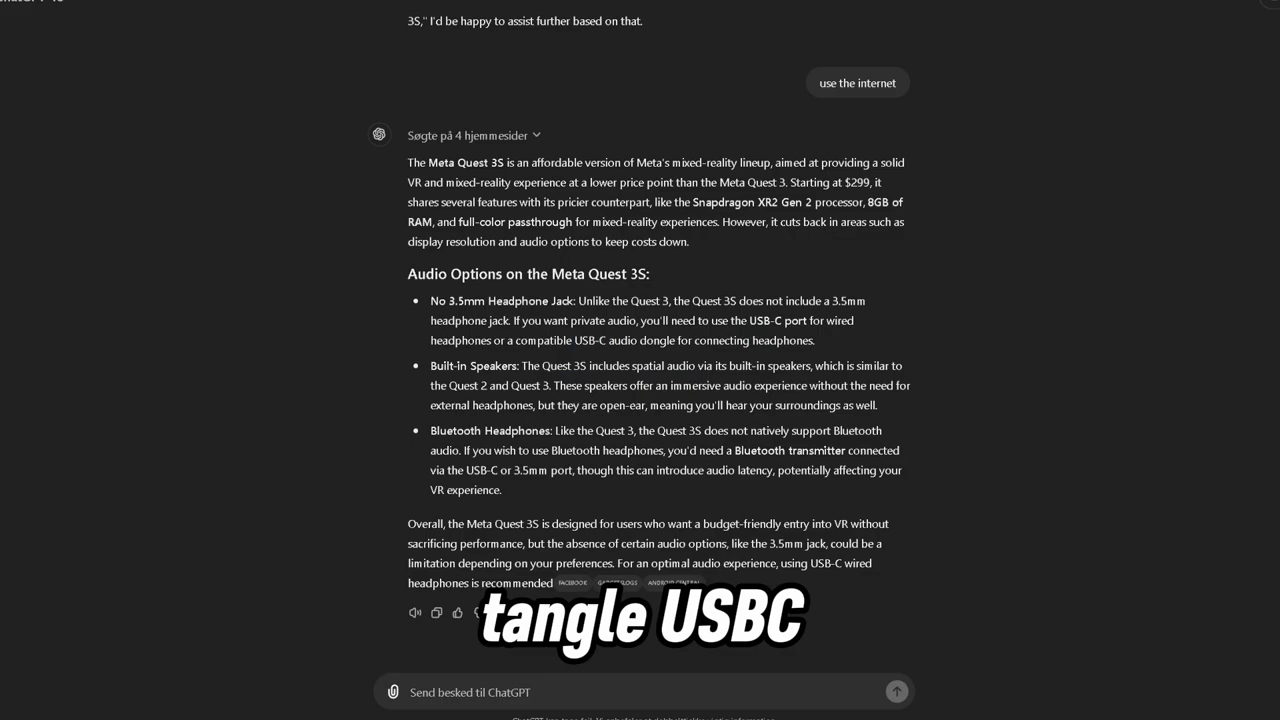 3S," I'd be happy to assist further based on that.
use the internet
Søgte på 4 hjemmesider
The Meta Quest 3S is an affordable version of Meta's mixed-reality lineup, aimed at providing a solid
VR and mixed-reality experience at a lower price point than the Meta Quest 3. Starting at $299, it
shares several features with its pricier counterpart, like the Snapdragon XR2 Gen 2 processor, 8GB of
RAM, and full-color passthrough for mixed-reality experiences. However, it cuts back in areas such as
display resolution and audio options to keep costs down.
Audio Options on the Meta Quest 3S:
• No 3.5mm Headphone Jack: Unlike the Quest 3, the Quest 3S does not include a 3.5mm
headphone jack. If you want private audio, you'll need to use the USB-C port for wired
headphones or a compatible USB-C audio dongle for connecting headphones.
• Built-in Speakers: The Quest 3S includes spatial audio via its built-in speakers, which is similar to
the Quest 2 and Quest 3. These speakers offer an immersive audio experience without the need for
external headphones, but they are open-ear, meaning you'll hear your surroundings as well.
• Bluetooth Headphones: Like the Quest 3, the Quest 3S does not natively support Bluetooth
audio. If you wish to use Bluetooth headphones, you'd need a Bluetooth transmitter connected
via the USB-C or 3.5mm port, though this can introduce audio latency, potentially affecting your
VR experience.
Overall, the Meta Quest 3S is designed for users who want a budget-friendly entry into VR without
sacrificing performance, but the absence of certain audio options, like the 3.5mm jack, could be a
limitation depending on your preferences. For an optimal audio experience, using USB-C wired
headphones is recommended FACEBOOK ANDROID CENTRAL
tangle USBC
Send besked til ChatGPT